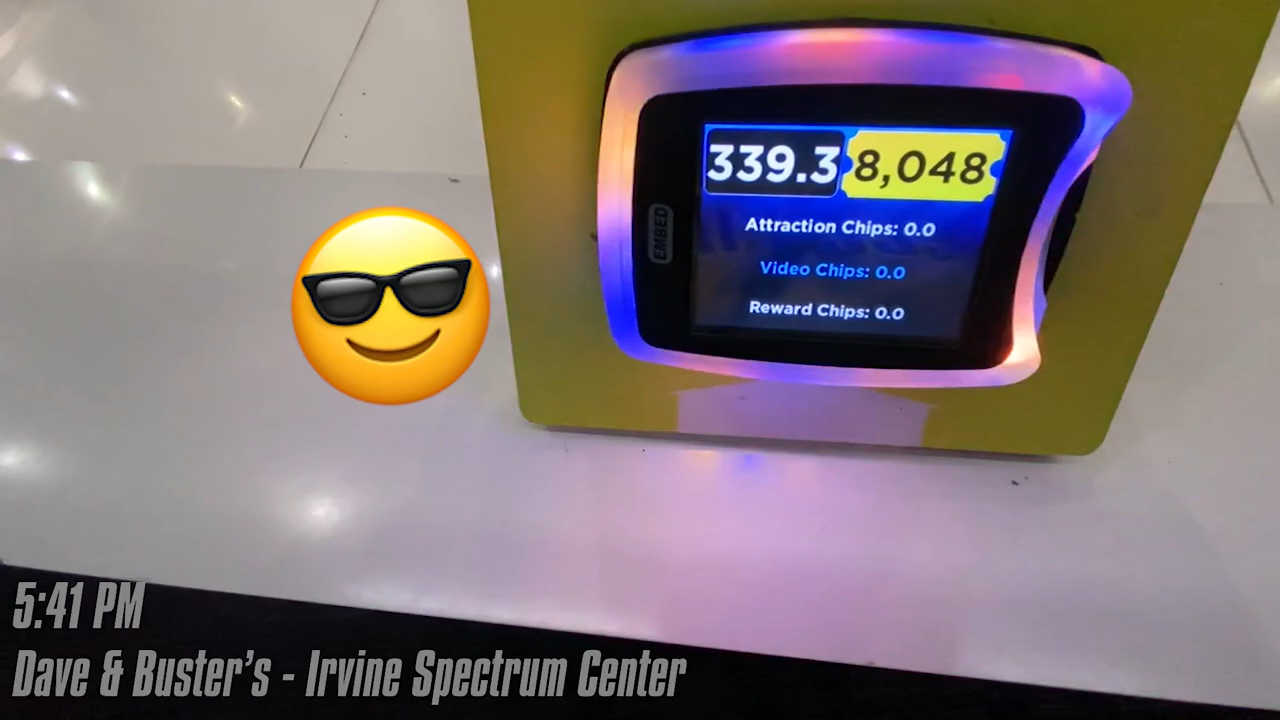 339.3 8,048
Attraction Chips: 0.0
Video Chips: 0.0
Reward Chips: 0.0
EMBED
5:41 PM
Dave & Buster's - Irvine Spectrum Center